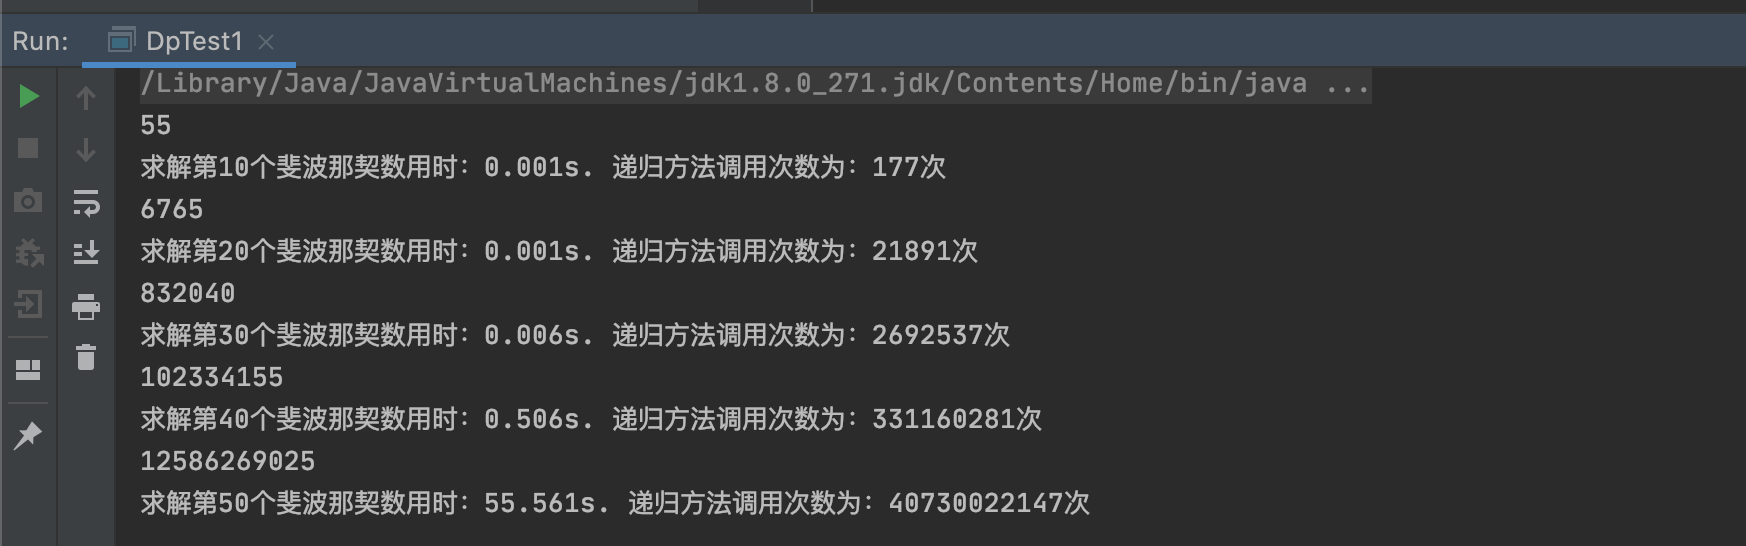 Run: DpTest1
/Library/Java/JavaVirtualMachines/jdk1.8.0_271.jdk/Contents/Home/bin/java ...
55
求解第10个斐波那契数用时：0.001s. 递归方法调用次数为：177次
6765
求解第20个斐波那契数用时：0.001s. 递归方法调用次数为：21891次
832040
求解第30个斐波那契数用时：0.006s. 递归方法调用次数为：2692537次
102334155
求解第40个斐波那契数用时：0.506s. 递归方法调用次数为：331160281次
12586269025
求解第50个斐波那契数用时：55.561s. 递归方法调用次数为：40730022147次